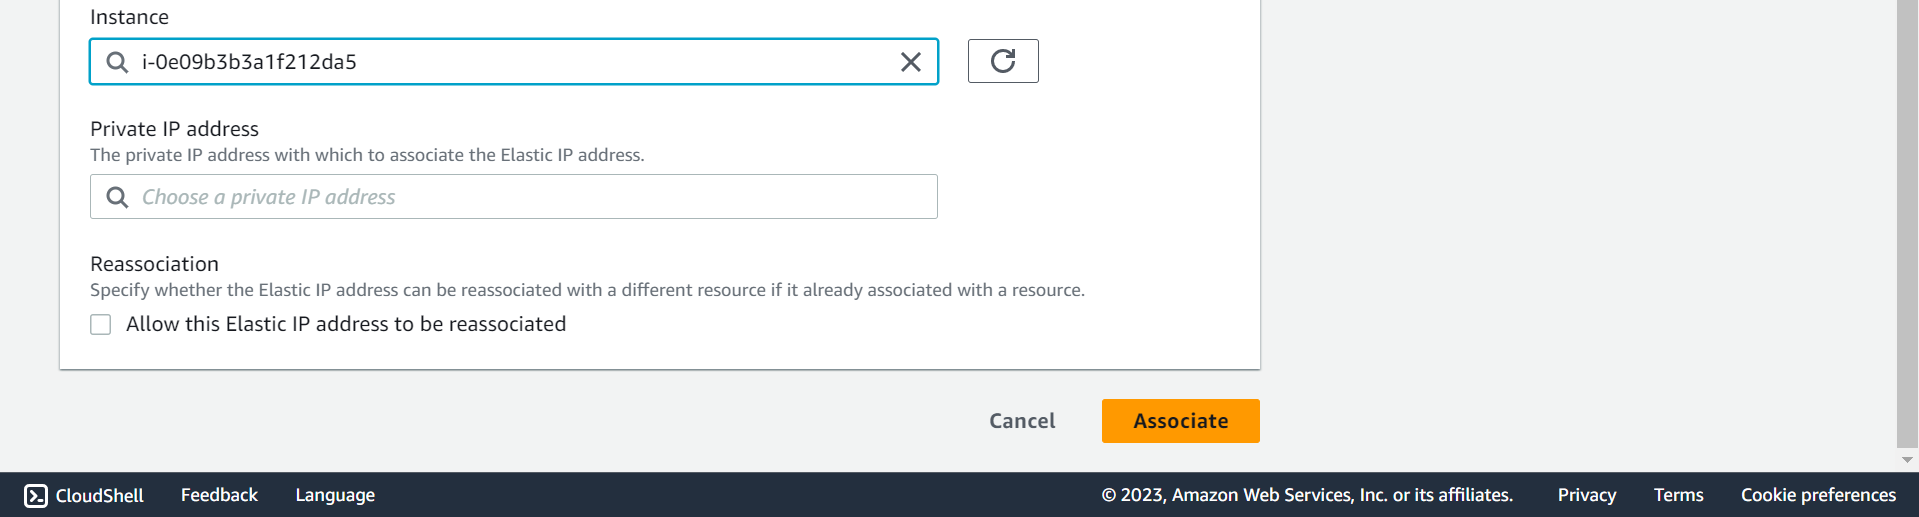 Instance
i-0e09b3b3a1f212da5
Private IP address
The private IP address with which to associate the Elastic IP address.
Choose a private IP address
Reassociation
Specify whether the Elastic IP address can be reassociated with a different resource if it already associated with a resource.
Allow this Elastic IP address to be reassociated
Cancel Associate
CloudShell Feedback Language © 2023, Amazon Web Services, Inc. or its affiliates. Privacy Terms Cookie preferences